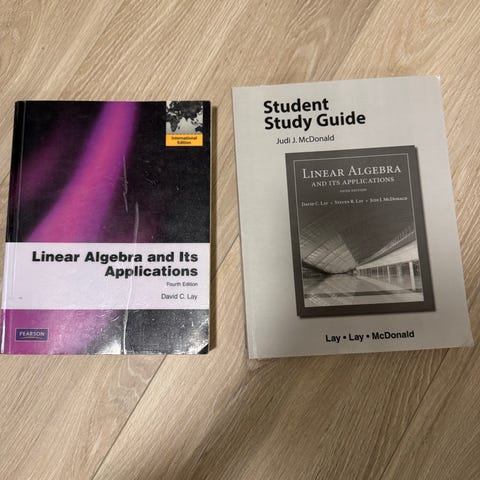 International
Edition
Linear Algebra and Its
Applications
Fourth Edition
David C. Lay
PEARSON
Student
Study Guide
Judi J. McDonald
LINEAR ALGEBRA
AND ITS APPLICATIONS
FIFTH EDITION
DAVID C. LAY • STEVEN R. LAY • JUDI J. MCDONALD
Lay • Lay • McDonald